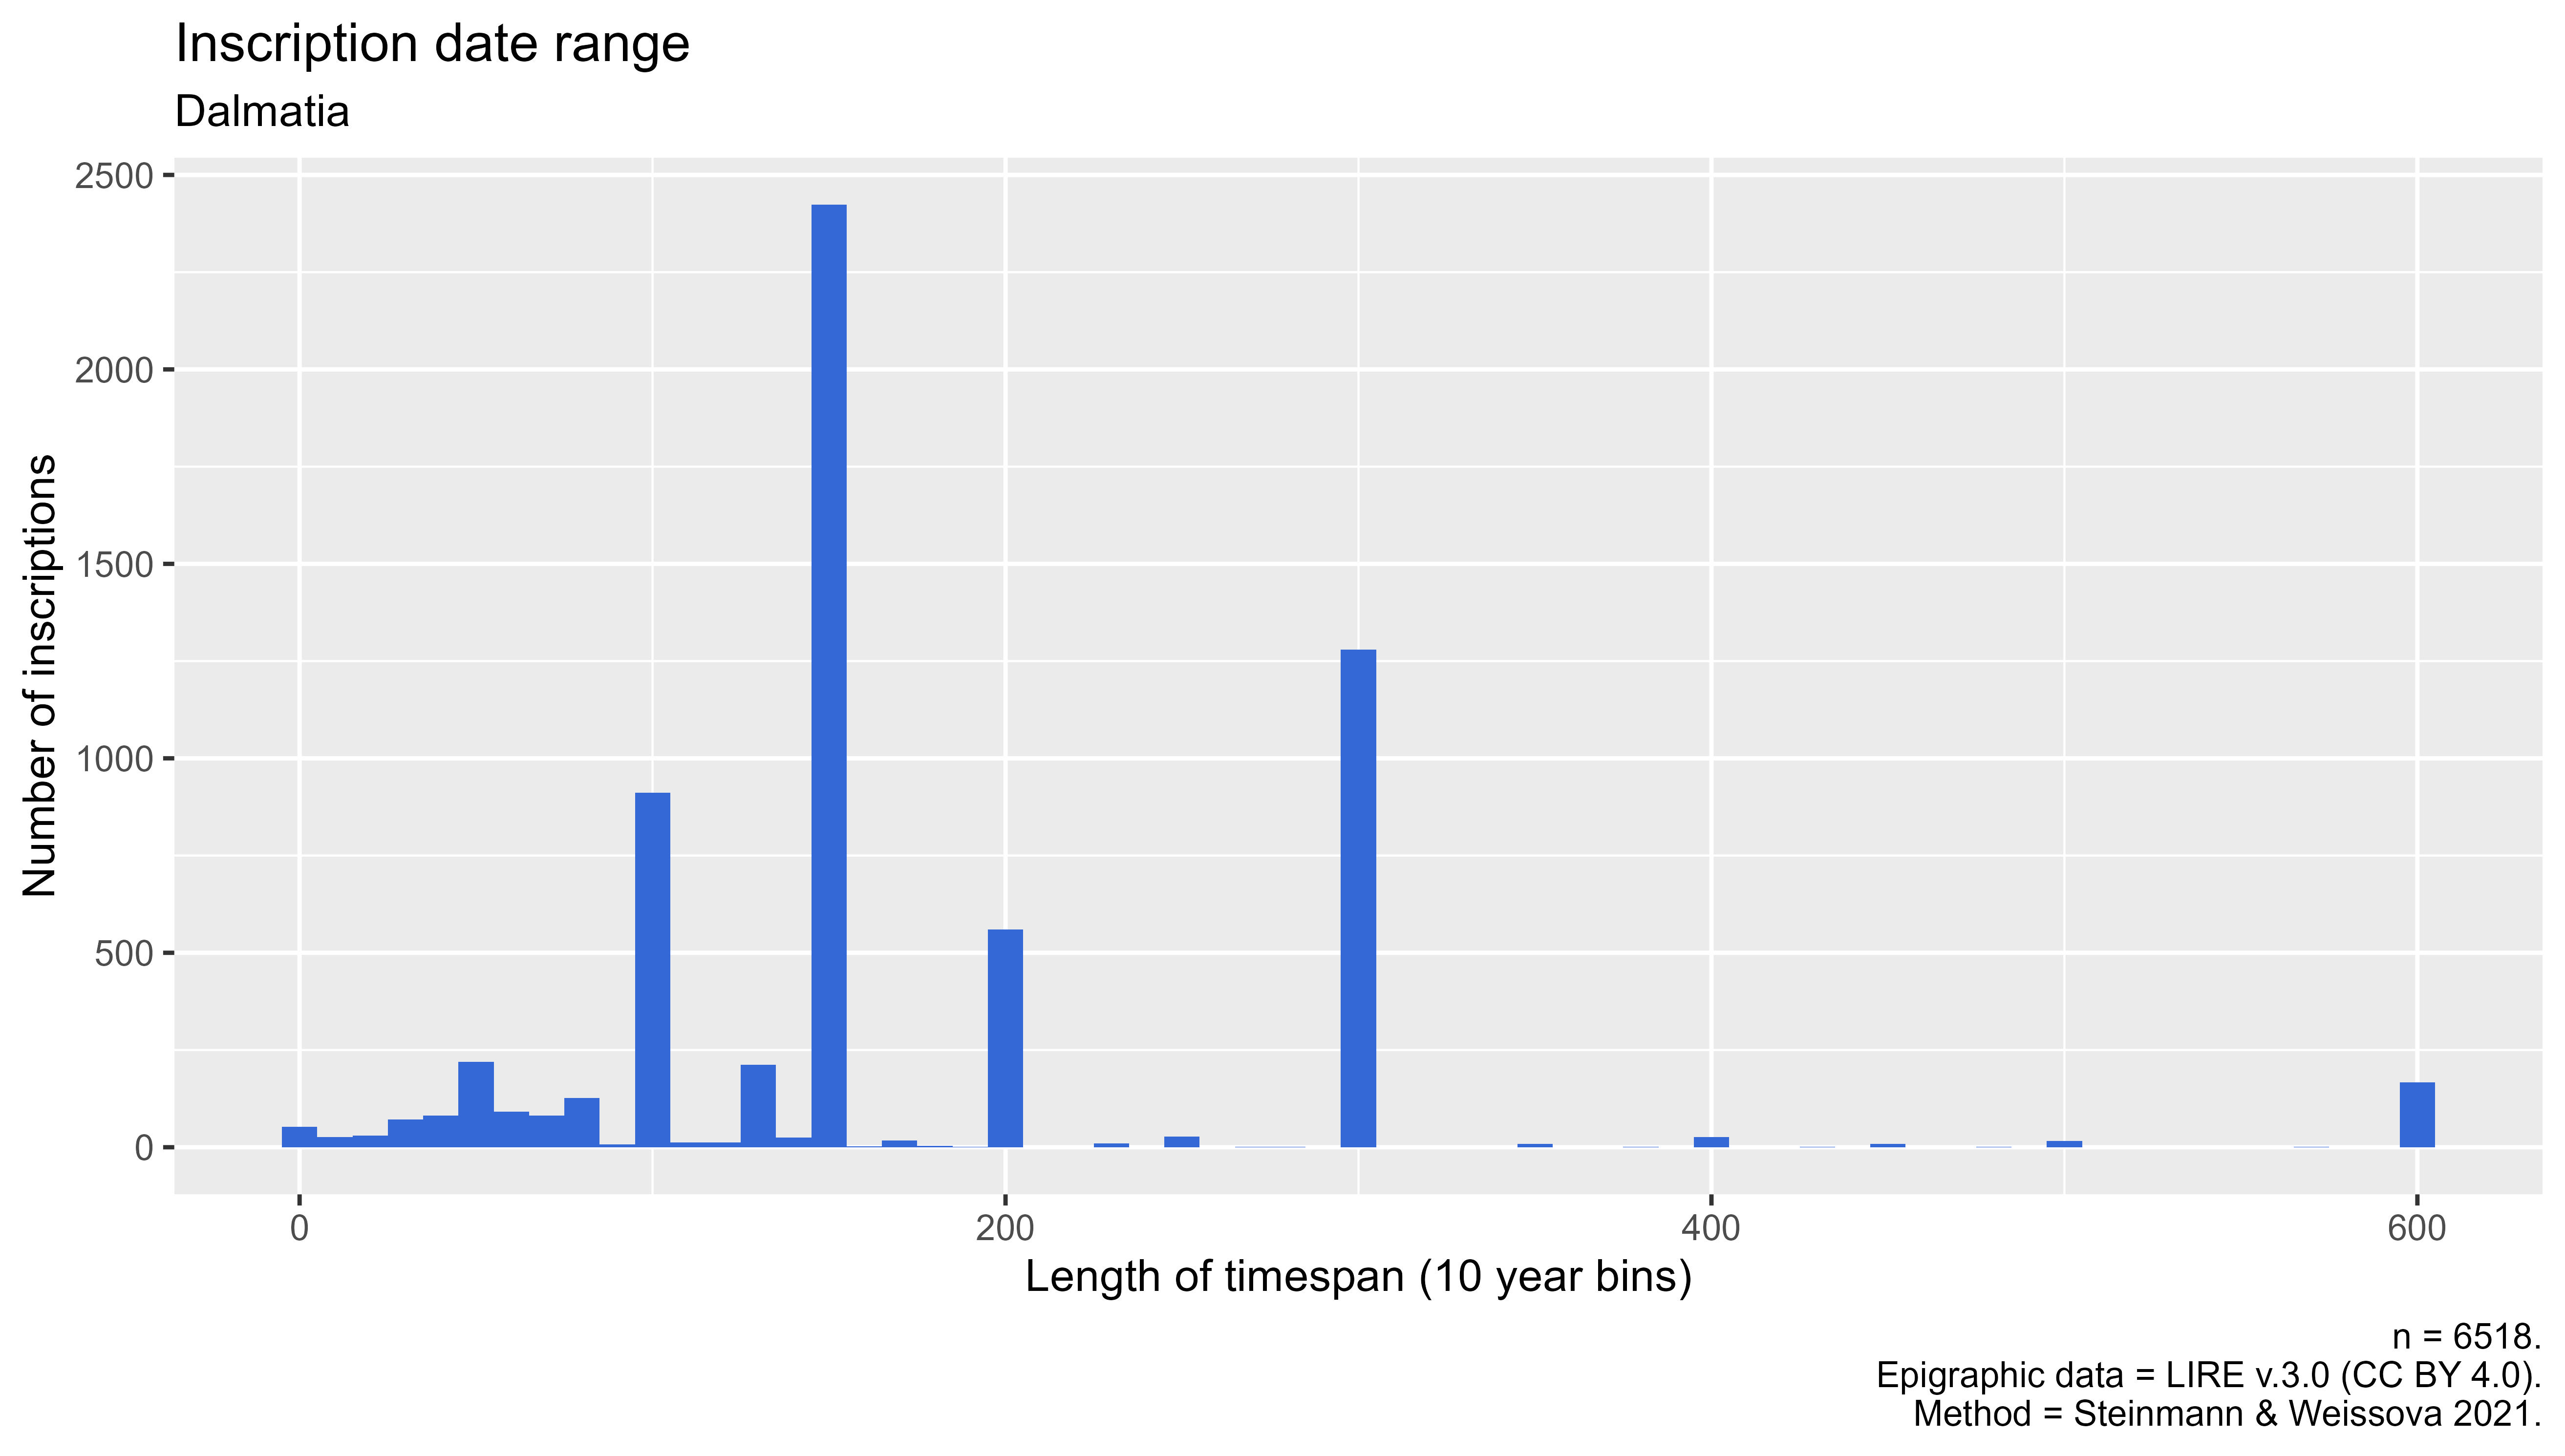 Inscription date range
Dalmatia
Number of inscriptions
2500
2000
1500
1000
500
0
0 200 400 600
Length of timespan (10 year bins)
n = 6518.
Epigraphic data = LIRE v.3.0 (CC BY 4.0).
Method = Steinmann & Weissova 2021.